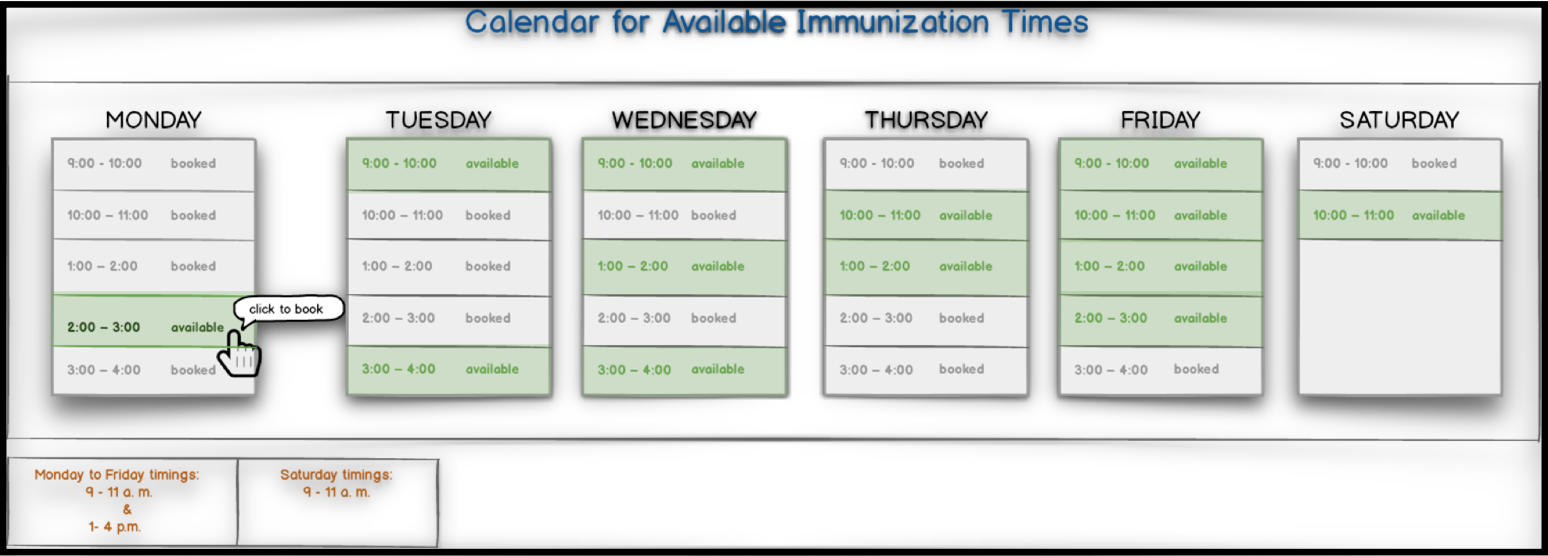 Calendar for Available Immunization Times
MONDAY
9:00 - 10:00 booked
10:00 – 11:00 booked
1:00 – 2:00 booked
2:00 – 3:00 available
click to book
3:00 – 4:00 booked
TUESDAY
9:00 - 10:00 available
10:00 – 11:00 booked
1:00 – 2:00 booked
2:00 – 3:00 booked
3:00 – 4:00 available
WEDNESDAY
9:00 - 10:00 available
10:00 – 11:00 booked
1:00 – 2:00 available
2:00 – 3:00 booked
3:00 – 4:00 available
THURSDAY
9:00 - 10:00 booked
10:00 – 11:00 available
1:00 – 2:00 available
2:00 – 3:00 booked
3:00 – 4:00 booked
FRIDAY
9:00 - 10:00 available
10:00 – 11:00 available
1:00 – 2:00 available
2:00 – 3:00 available
3:00 – 4:00 booked
SATURDAY
9:00 - 10:00 booked
10:00 – 11:00 available
Monday to Friday timings:
9 - 11 a. m.
&
1- 4 p.m.
Saturday timings:
9 - 11 a. m.